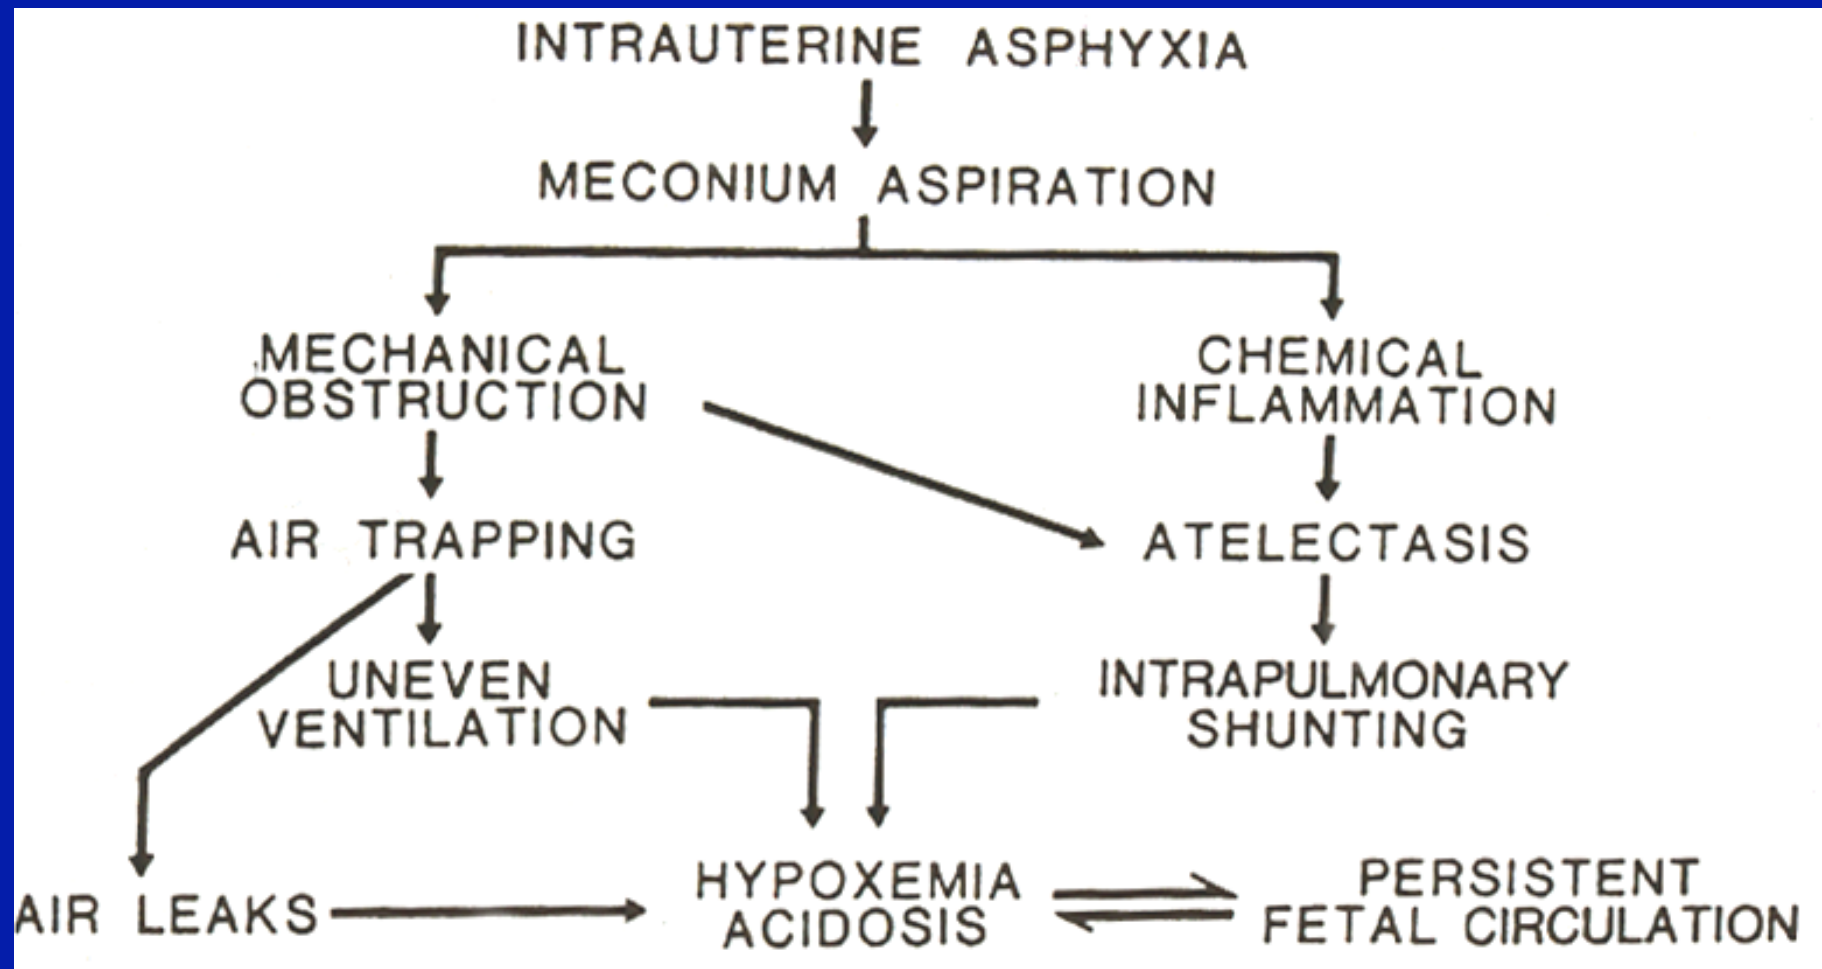 INTRAUTERINE ASPHYXIA
MECONIUM ASPIRATION
MECHANICAL
OBSTRUCTION
CHEMICAL
INFLAMMATION
AIR TRAPPING
ATELECTASIS
UNEVEN
VENTILATION
INTRAPULMONARY
SHUNTING
AIR LEAKS
HYPOXEMIA
ACIDOSIS
PERSISTENT
FETAL CIRCULATION